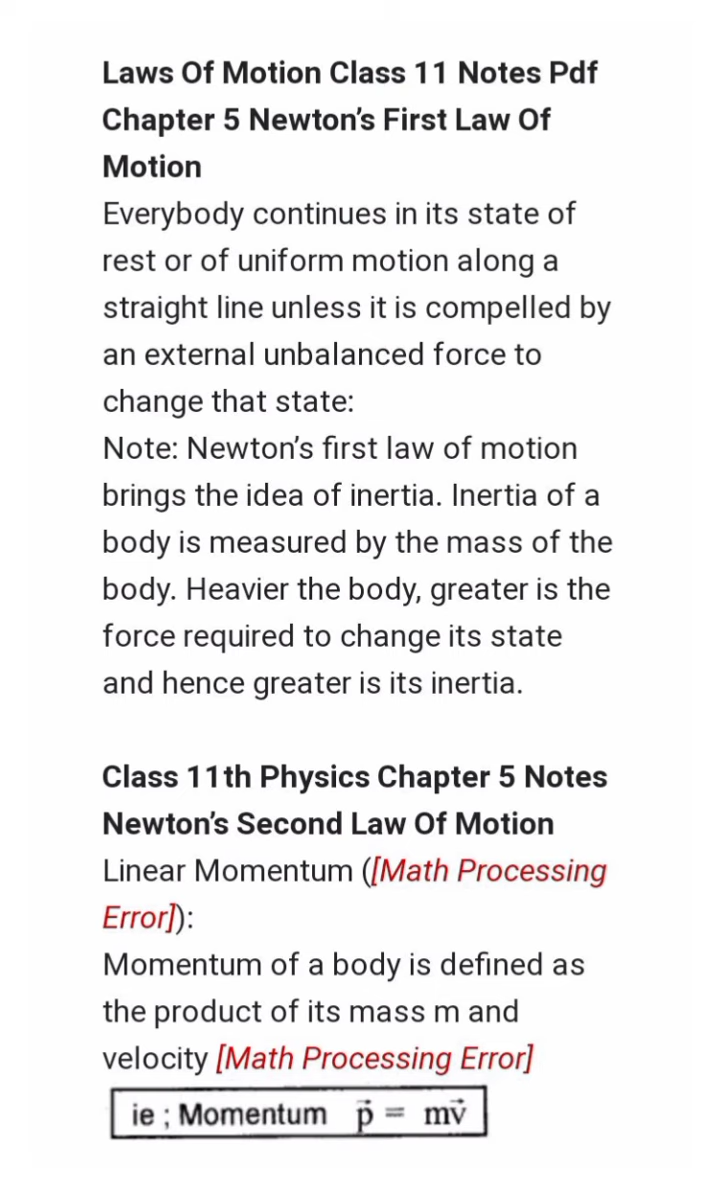 Laws Of Motion Class 11 Notes Pdf
Chapter 5 Newton’s First Law Of
Motion
Everybody continues in its state of
rest or of uniform motion along a
straight line unless it is compelled by
an external unbalanced force to
change that state:
Note: Newton’s first law of motion
brings the idea of inertia. Inertia of a
body is measured by the mass of the
body. Heavier the body, greater is the
force required to change its state
and hence greater is its inertia.
Class 11th Physics Chapter 5 Notes
Newton’s Second Law Of Motion
Linear Momentum ([Math Processing
Error]):
Momentum of a body is defined as
the product of its mass m and
velocity [Math Processing Error]
ie ; Momentum p⃗ = mv⃗